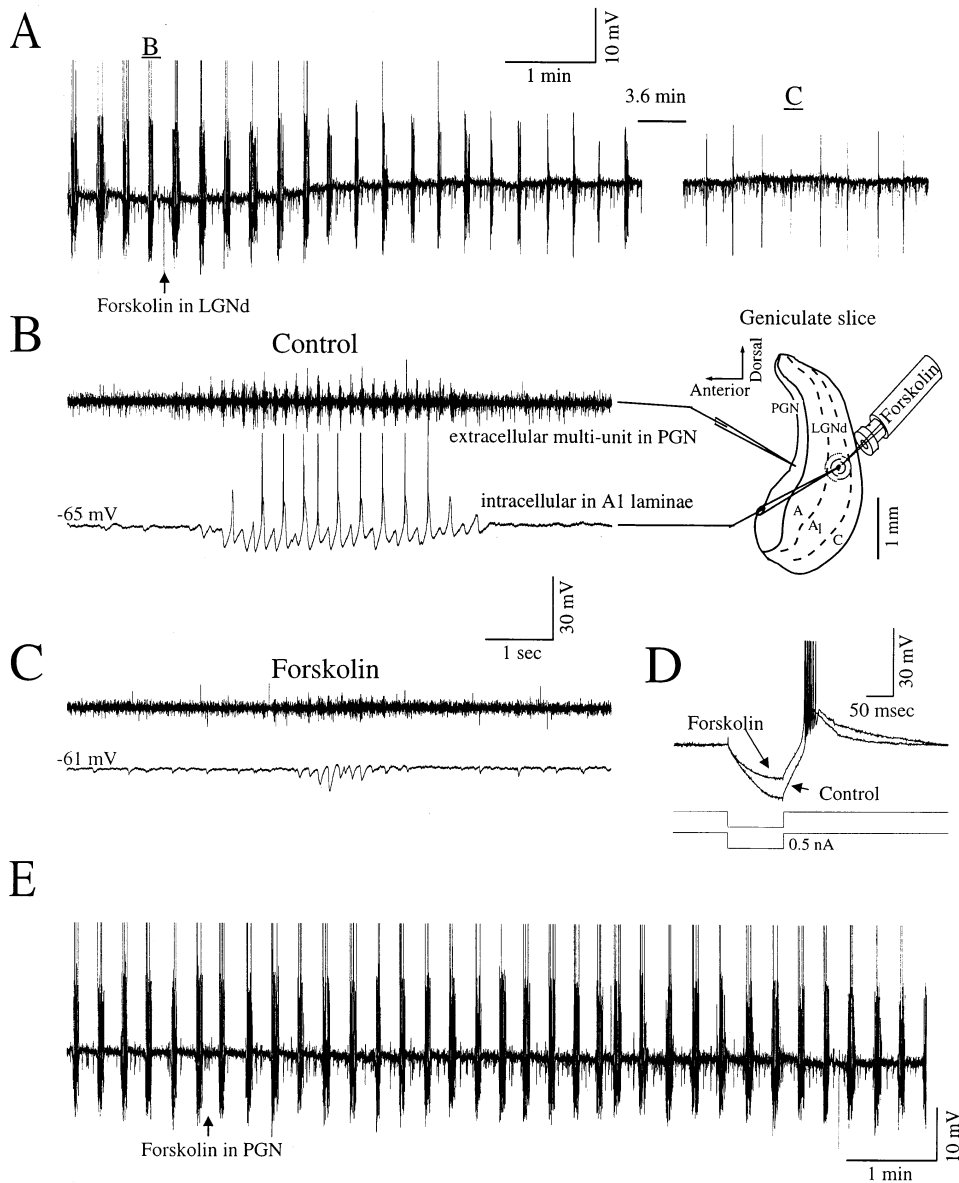 A
B
10 mV
1 min
3.6 min
C
Forskolin in LGNd
B
Control
Geniculate slice
Dorsal
Anterior
PGN
LGNd
Forskolin
extracellular multi-unit in PGN
intracellular in A1 laminae
-65 mV
A
A1
C
1 mm
30 mV
1 sec
C
Forskolin
-61 mV
D
30 mV
50 msec
Forskolin
Control
0.5 nA
E
Forskolin in PGN
10 mV
1 min